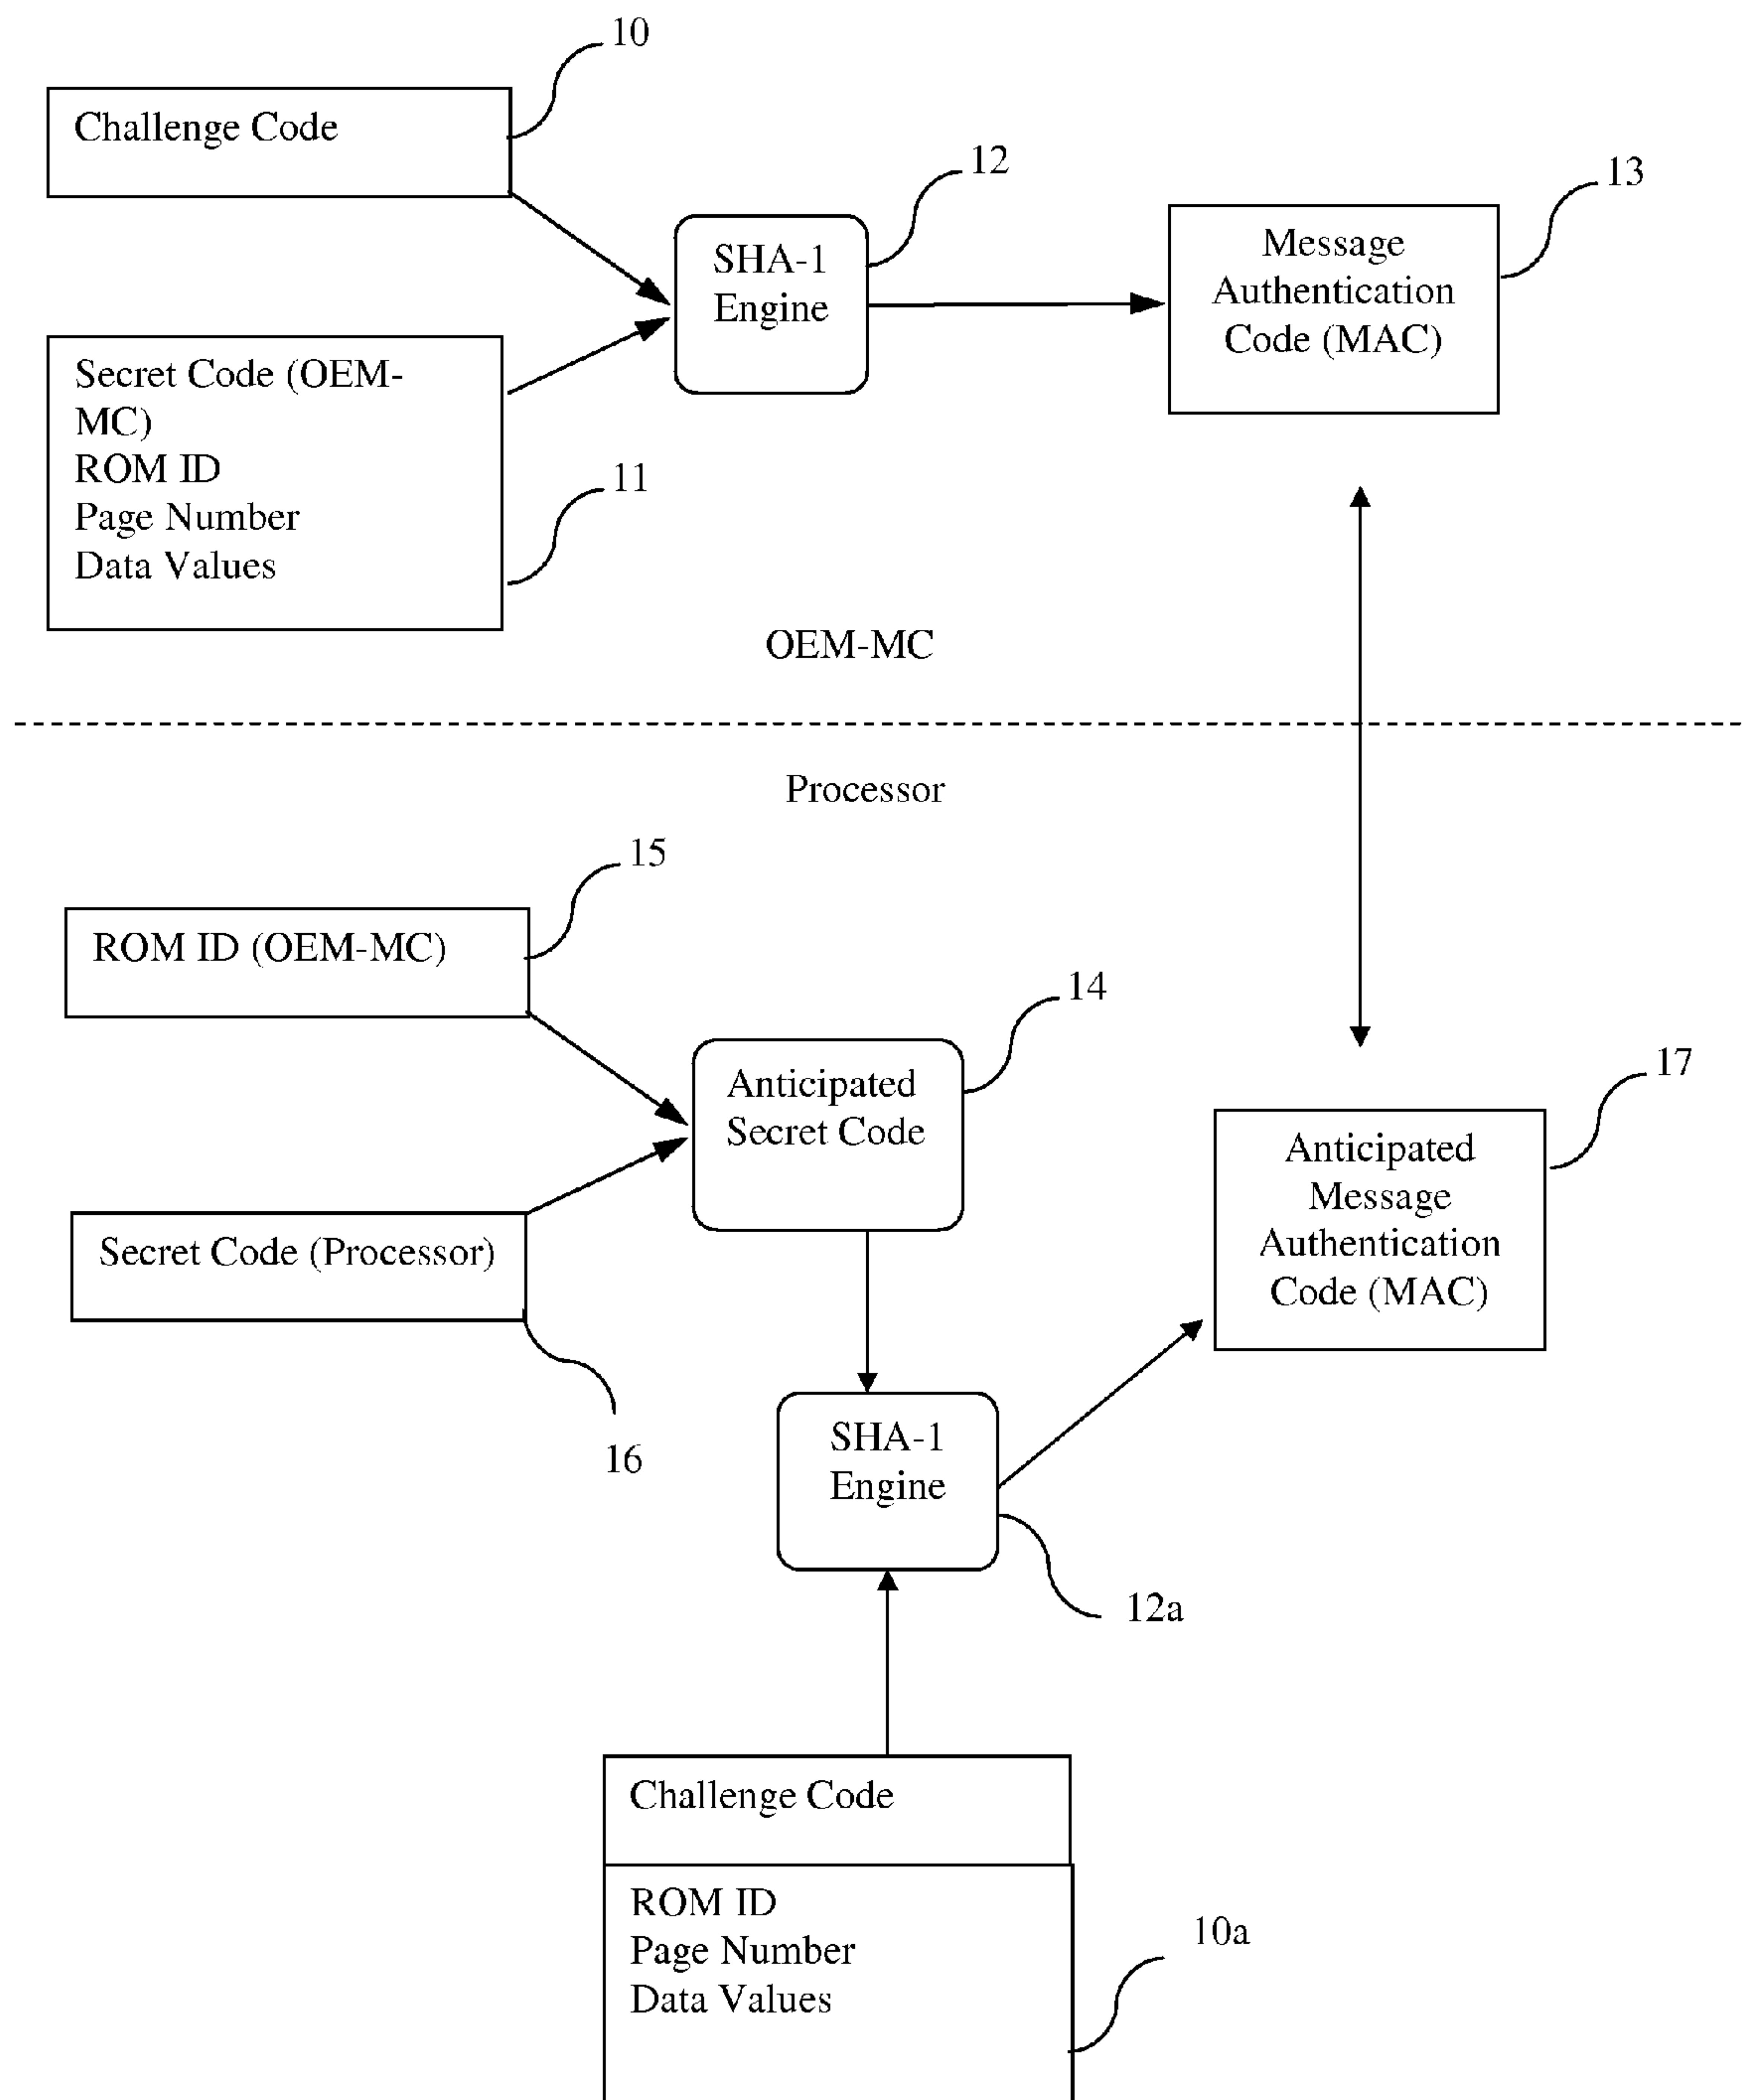 10
Challenge Code
12
13
SHA-1
Engine
Message
Authentication
Code (MAC)
Secret Code (OEM-
MC)
ROM ID
Page Number
Data Values
11
OEM-MC
Processor
15
ROM ID (OEM-MC)
14
Anticipated
Secret Code
17
Anticipated
Message
Authentication
Code (MAC)
Secret Code (Processor)
16
SHA-1
Engine
12a
Challenge Code
ROM ID
Page Number
Data Values
10a